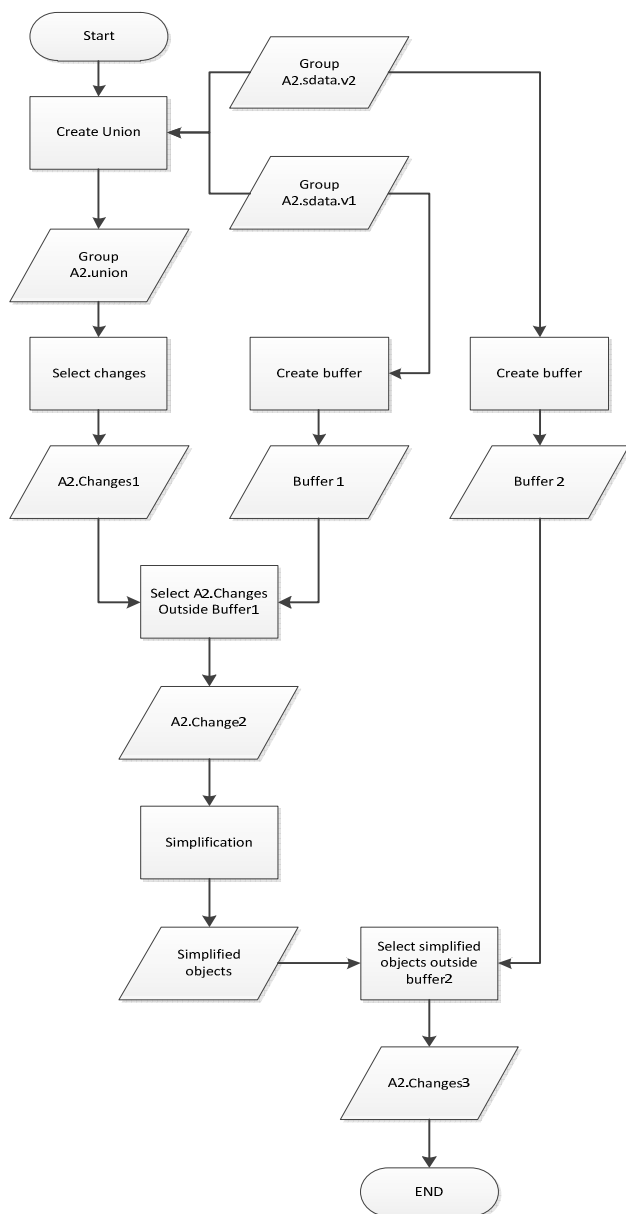 Start
Group
A2.sdata.v2
Create Union
Group
A2.sdata.v1
Group
A2.union
Select changes
Create buffer
Create buffer
A2.Changes1
Buffer 1
Buffer 2
Select A2.Changes
Outside Buffer1
A2.Change2
Simplification
Simplified
objects
Select simplified
objects outside
buffer2
A2.Changes3
END